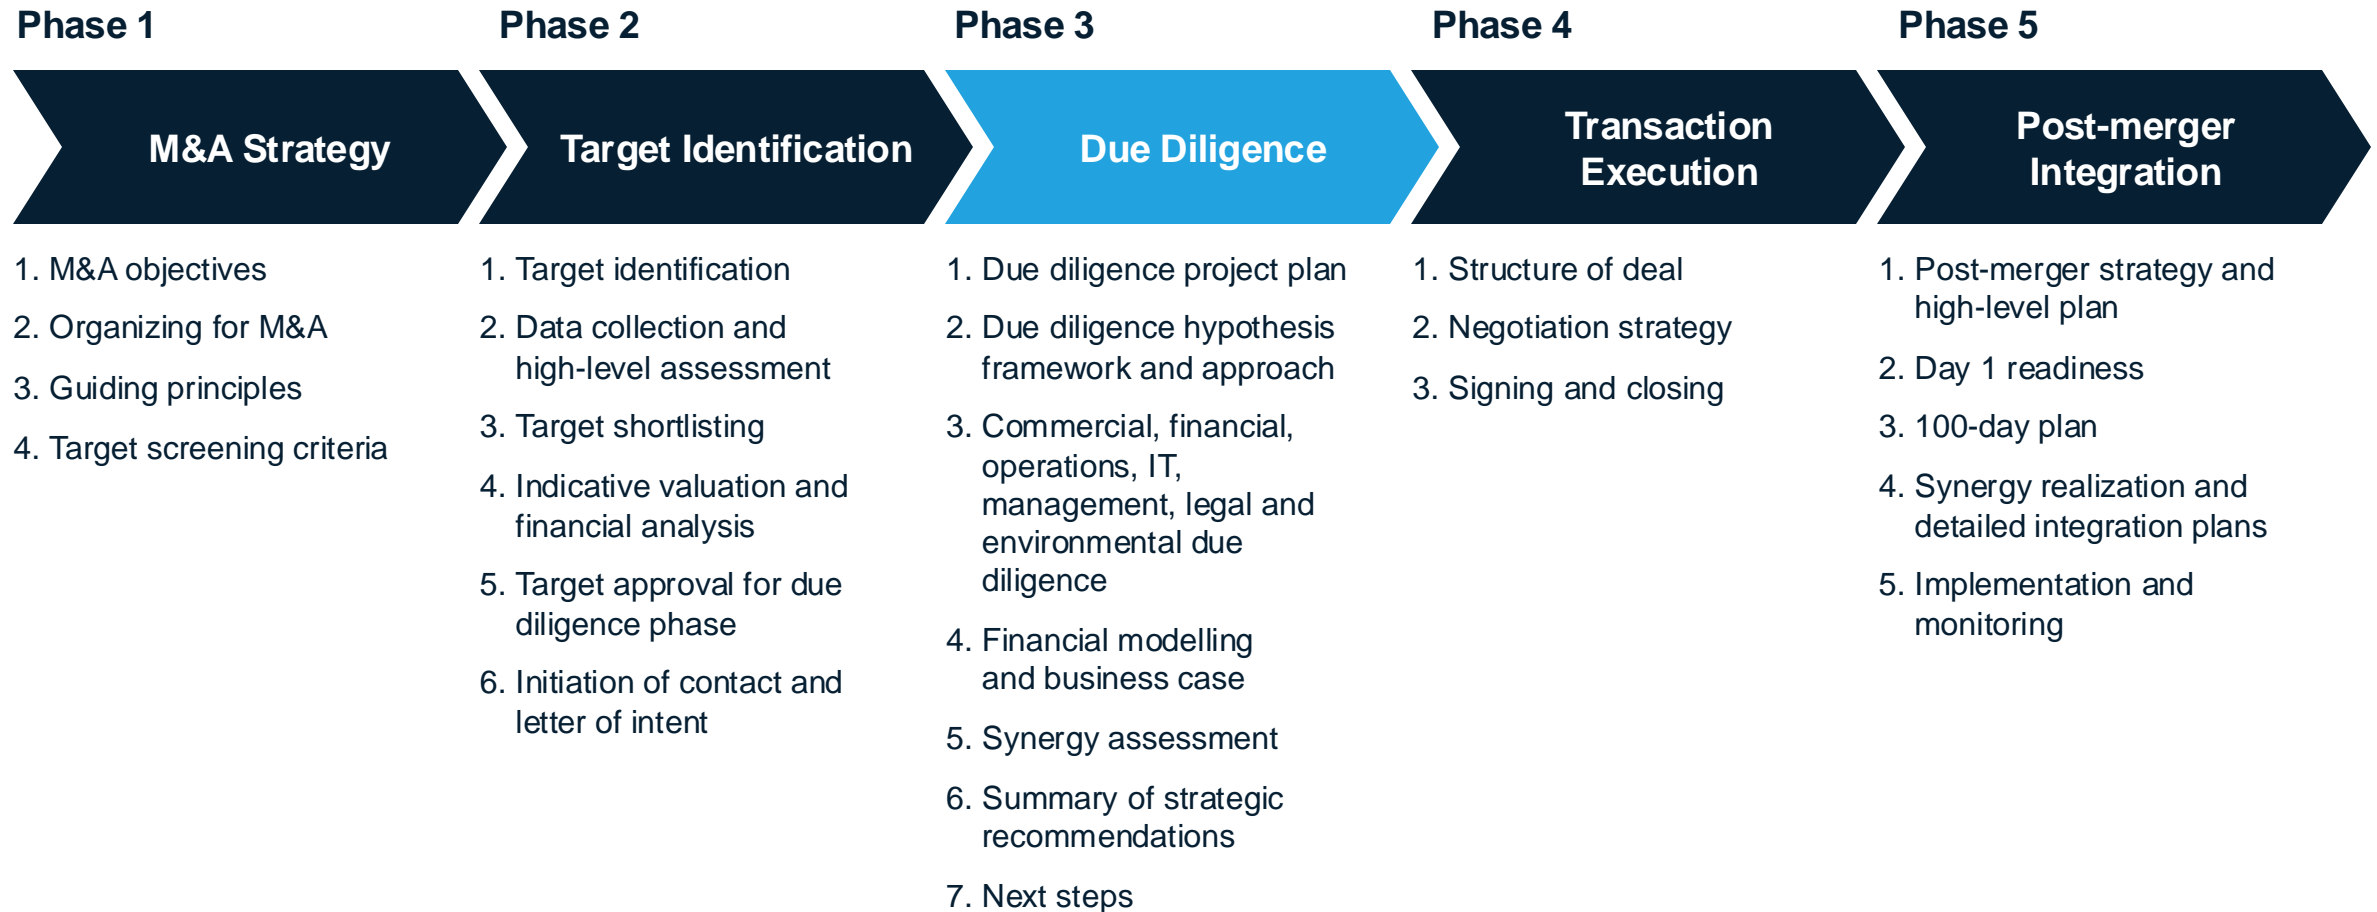 Phase 1
Phase 2
Phase 3
Phase 4
Phase 5
M&A Strategy
Target Identification
Due Diligence
Transaction
Execution
Post-merger
Integration
1. M&A objectives
2. Organizing for M&A
3. Guiding principles
4. Target screening criteria
1. Target identification
2. Data collection and
high-level assessment
3. Target shortlisting
4. Indicative valuation and
financial analysis
5. Target approval for due
diligence phase
6. Initiation of contact and
letter of intent
1. Due diligence project plan
2. Due diligence hypothesis
framework and approach
3. Commercial, financial,
operations, IT,
management, legal and
environmental due
diligence
4. Financial modelling
and business case
5. Synergy assessment
6. Summary of strategic
recommendations
7. Next steps
1. Structure of deal
2. Negotiation strategy
3. Signing and closing
1. Post-merger strategy and
high-level plan
2. Day 1 readiness
3. 100-day plan
4. Synergy realization and
detailed integration plans
5. Implementation and
monitoring